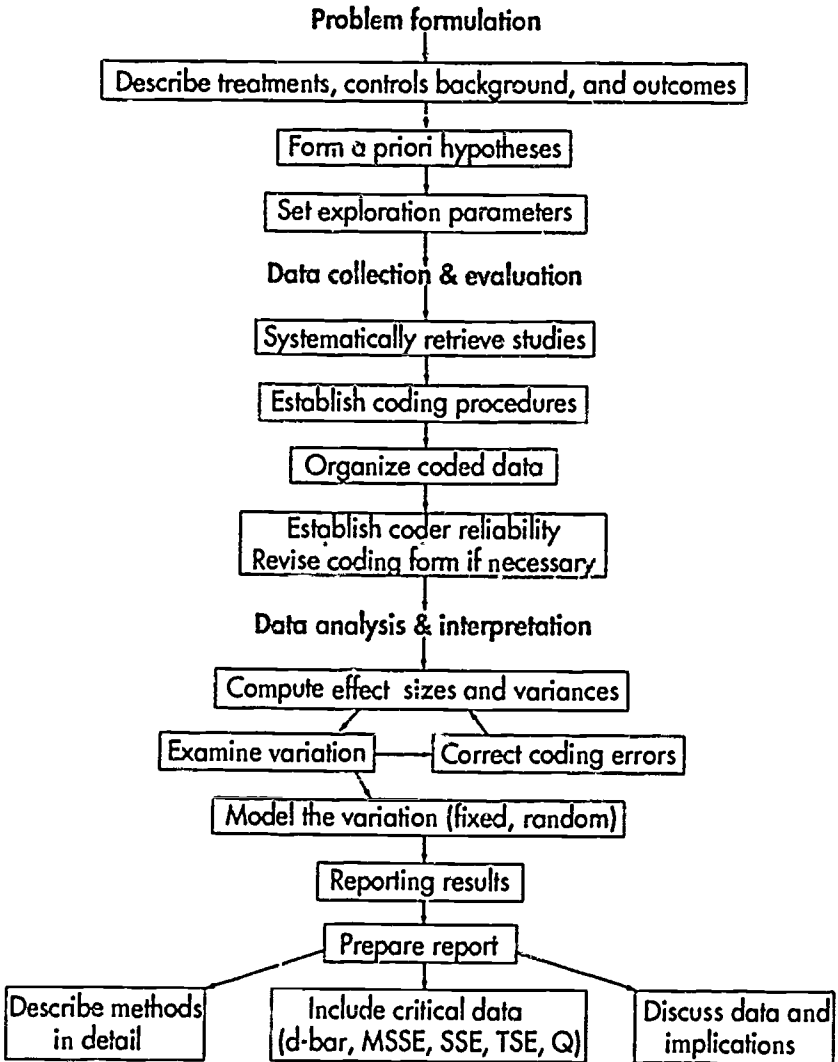 Problem formulation
Describe treatments, controls background, and outcomes
Form a priori hypotheses
Set exploration parameters
Data collection & evaluation
Systematically retrieve studies
Establish coding procedures
Organize coded data
Establish coder reliability
Revise coding form if necessary
Data analysis & interpretation
Compute effect sizes and variances
Examine variation
Correct coding errors
Model the variation (fixed, random)
Reporting results
Prepare report
Describe methods
in detail
Include critical data
(d-bar, MSSE, SSE, TSE, Q)
Discuss data and
implications